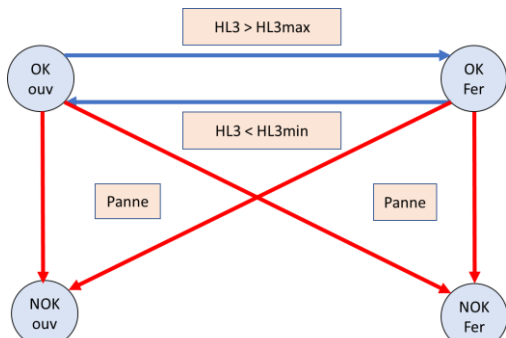 HL3 > HL3max
OK
ouv
OK
Fer
HL3 < HL3min
Panne
Panne
NOK
ouv
NOK
Fer